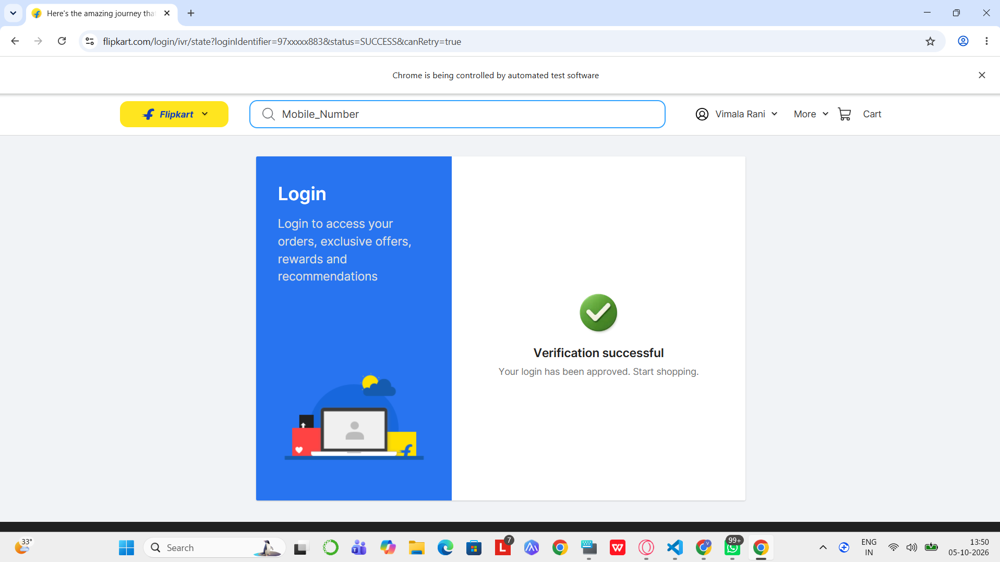 Here's the amazing journey tha
flipkart.com/login/ivr/state?loginIdentifier=97xxxxx883&status=SUCCESS&canRetry=true
Chrome is being controlled by automated test software
Flipkart
Mobile_Number
Vimala Rani
More
Cart
Login
Login to access your
orders, exclusive offers,
rewards and
recommendations
Verification successful
Your login has been approved. Start shopping.
33°
Search
T
L
7
W
V
99+
ENG
IN
13:50
05-10-2026